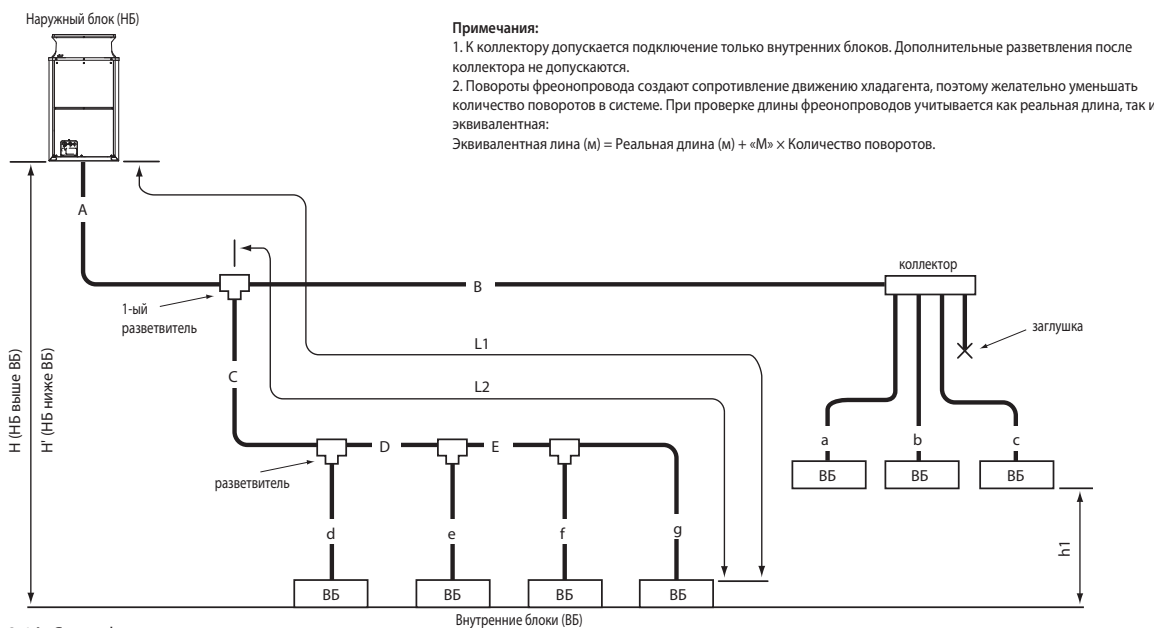 Наружный блок (НБ)
Примечания:
1. К коллектору допускается подключение только внутренних блоков. Дополнительные разветвления после
коллектора не допускаются.
2. Повороты фреонопровода создают сопротивление движению хладагента, поэтому желательно уменьшать
количество поворотов в системе. При проверке длины фреонопроводов учитывается как реальная длина, так и
эквивалентная:
Эквивалентная лина (м) = Реальная длина (м) + «М» × Количество поворотов.
A
коллектор
B
1-ый
разветвитель
заглушка
L1
C
L2
H (НБ выше ВБ)
H' (НБ ниже ВБ)
D
E
a
b
c
ВБ
ВБ
ВБ
разветвитель
d
e
f
g
h1
ВБ
ВБ
ВБ
ВБ
Внутренние блоки (ВБ)